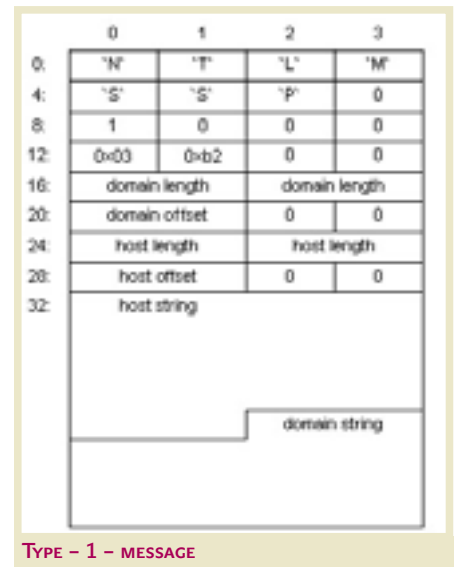 0 1 2 3
0: 'N' 'T' 'L' 'M'
4: 'S' 'S' 'P' 0
8: 1 0 0 0
12: 0x03 0xb2 0 0
16: domain length domain length
20: domain offset 0 0
24: host length host length
28: host offset 0 0
32: host string
domain string
TYPE – 1 – MESSAGE